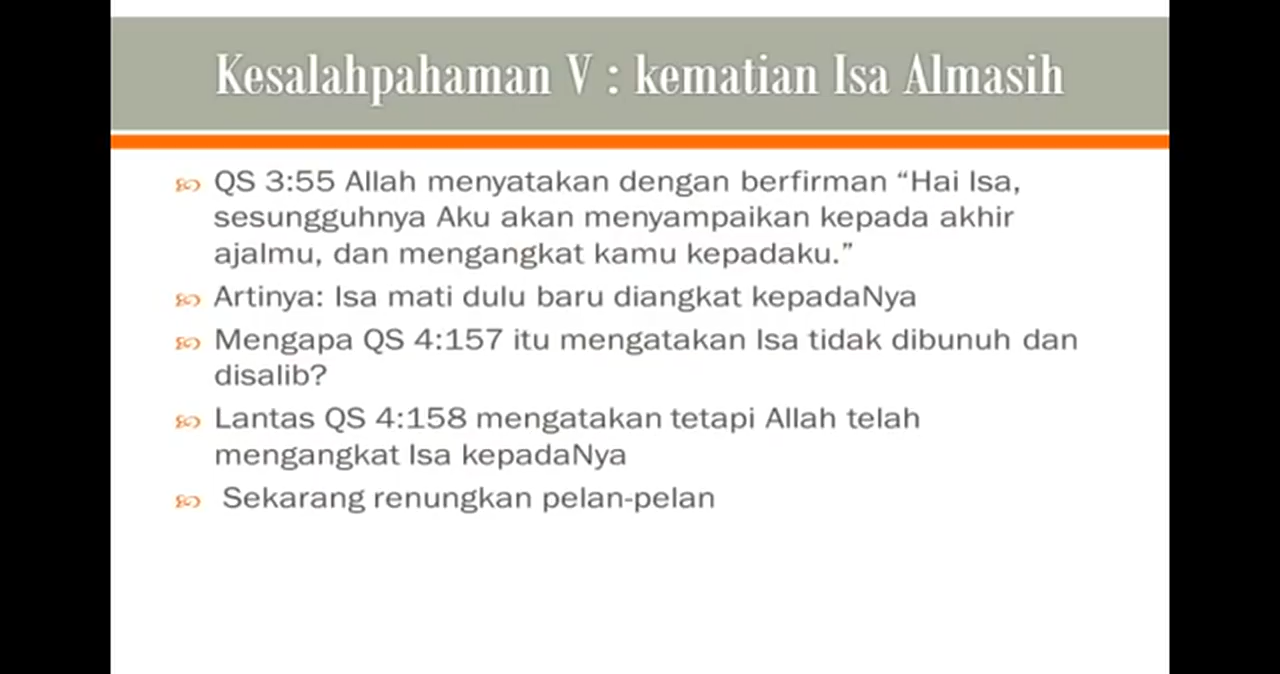 Kesalahpahaman V : kematian Isa Almasih
QS 3:55 Allah menyatakan dengan berfirman “Hai Isa,
sesungguhnya Aku akan menyampaikan kepada akhir
ajalmu, dan mengangkat kamu kepadaku.”
Artinya: Isa mati dulu baru diangkat kepadaNya
Mengapa QS 4:157 itu mengatakan Isa tidak dibunuh dan
disalib?
Lantas QS 4:158 mengatakan tetapi Allah telah
mengangkat Isa kepadaNya
Sekarang renungkan pelan-pelan